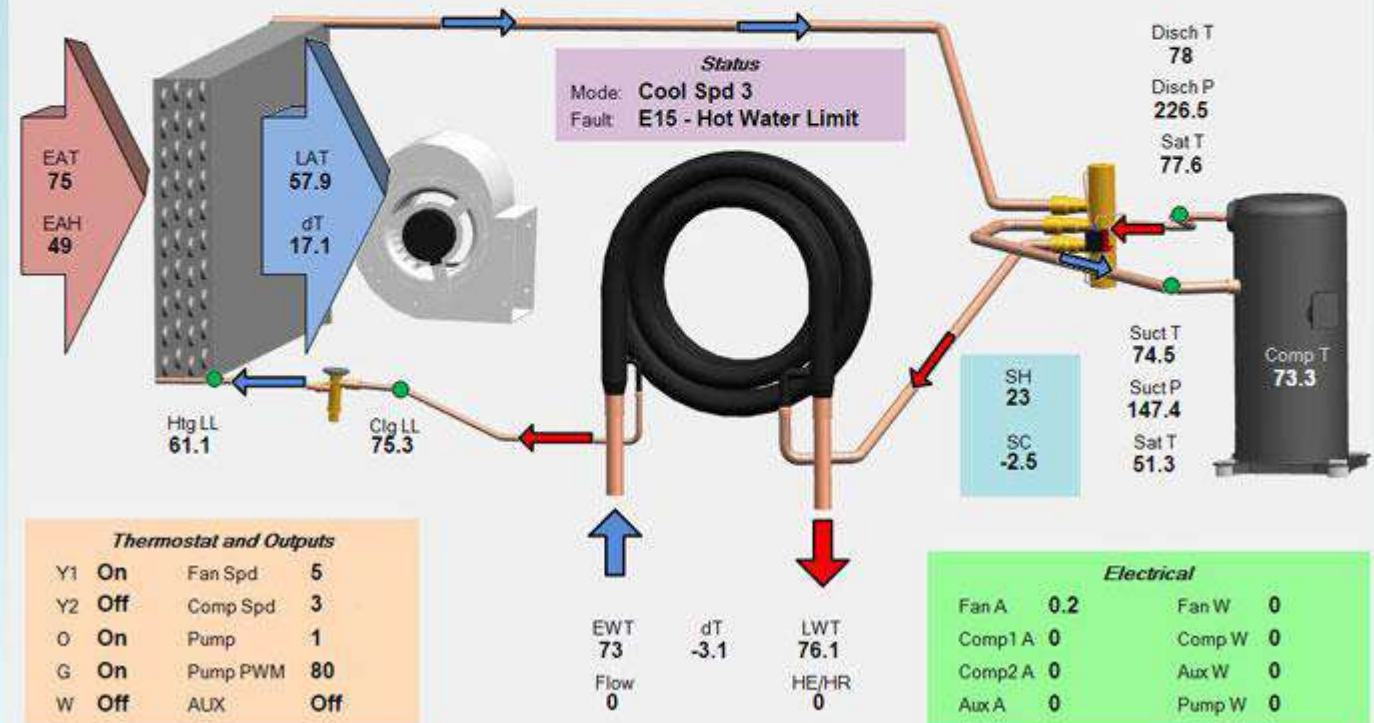 Status
Mode: Cool Spd 3
Fault E15 - Hot Water Limit
Disch T
78
Disch P
226.5
Sat T
77.6
EAT
75
EAH
49
LAT
57.9
dT
17.1
Suct T
74.5
Suct P
147.4
Sat T
51.3
Comp T
73.3
SH
23
SC
-2.5
Htg LL
61.1
Clg LL
75.3
Thermostat and Outputs
Y1 On Fan Spd 5
Y2 Off Comp Spd 3
O On Pump 1
G On Pump PWM 80
W Off AUX Off
EWT dT LWT
73 -3.1 76.1
Flow HE/HR
0 0
Electrical
Fan A 0.2 Fan W 0
Comp1 A 0 Comp W 0
Comp2 A 0 Aux W 0
Aux A 0 Pump W 0